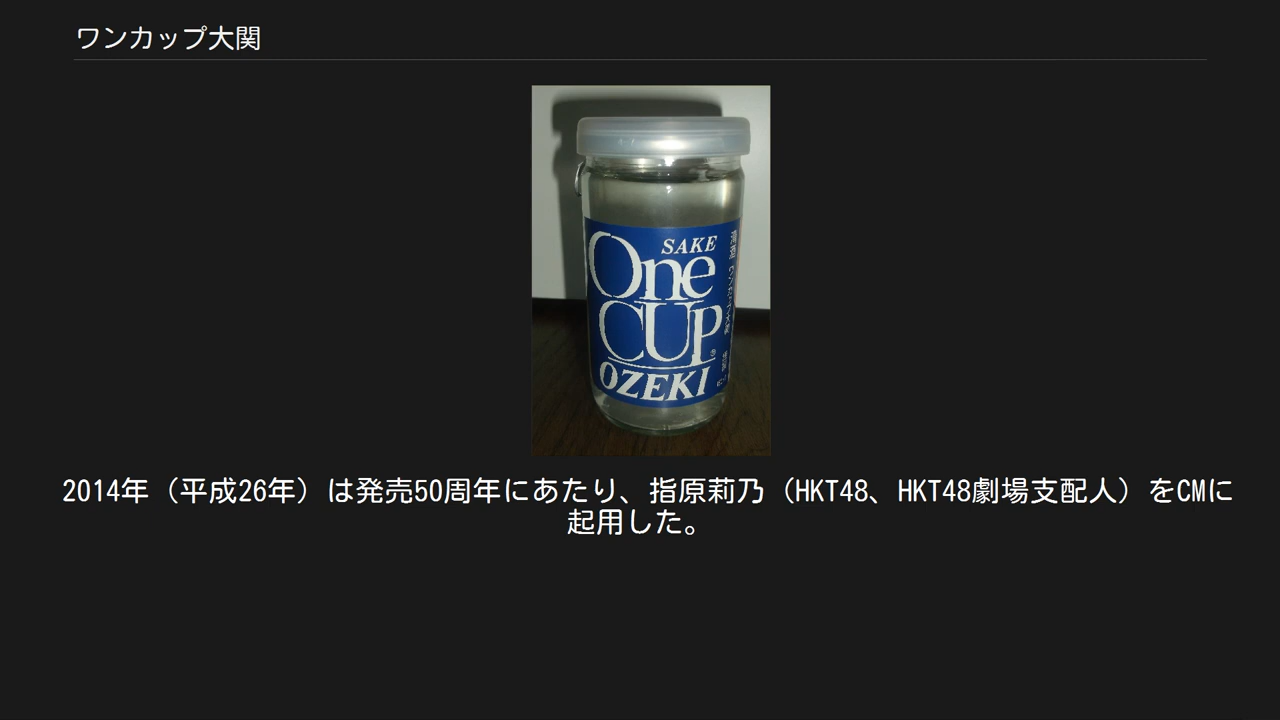 ワンカップ大関
SAKE
One
CUP
OZEKI
2014年（平成26年）は発売50周年にあたり、指原莉乃（HKT48、HKT48劇場支配人）をCMに
起用した。